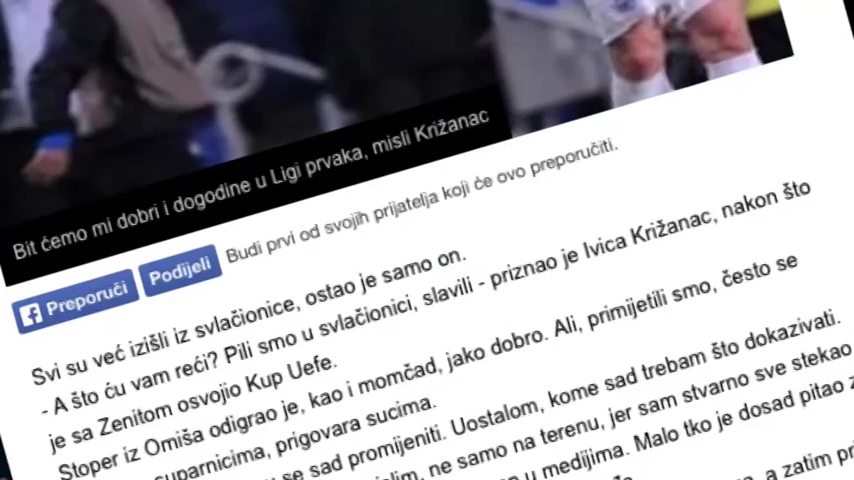 Bit ćemo mi dobri i dogodine u Ligi prvaka, misli Križanac
Preporuči Podijeli Budi prvi od svojih prijatelja koji će ovo preporučiti.
Svi su već izišli iz svlačionice, ostao je samo on.
- A što ću vam reći? Pili smo u svlačionici, slavili - priznao je Ivica Križanac, nakon što
je sa Zenitom osvojio Kup Uefe.
Stoper iz Omiša odigrao je, kao i momčad, jako dobro. Ali, primijetili smo, često se
suparnicima, prigovara sucima.
se sad promijeniti. Uostalom, kome sad trebam što dokazivati.
ne samo na terenu, jer sam stvarno sve stekao
u medijima. Malo tko je dosad pitao
a zatim